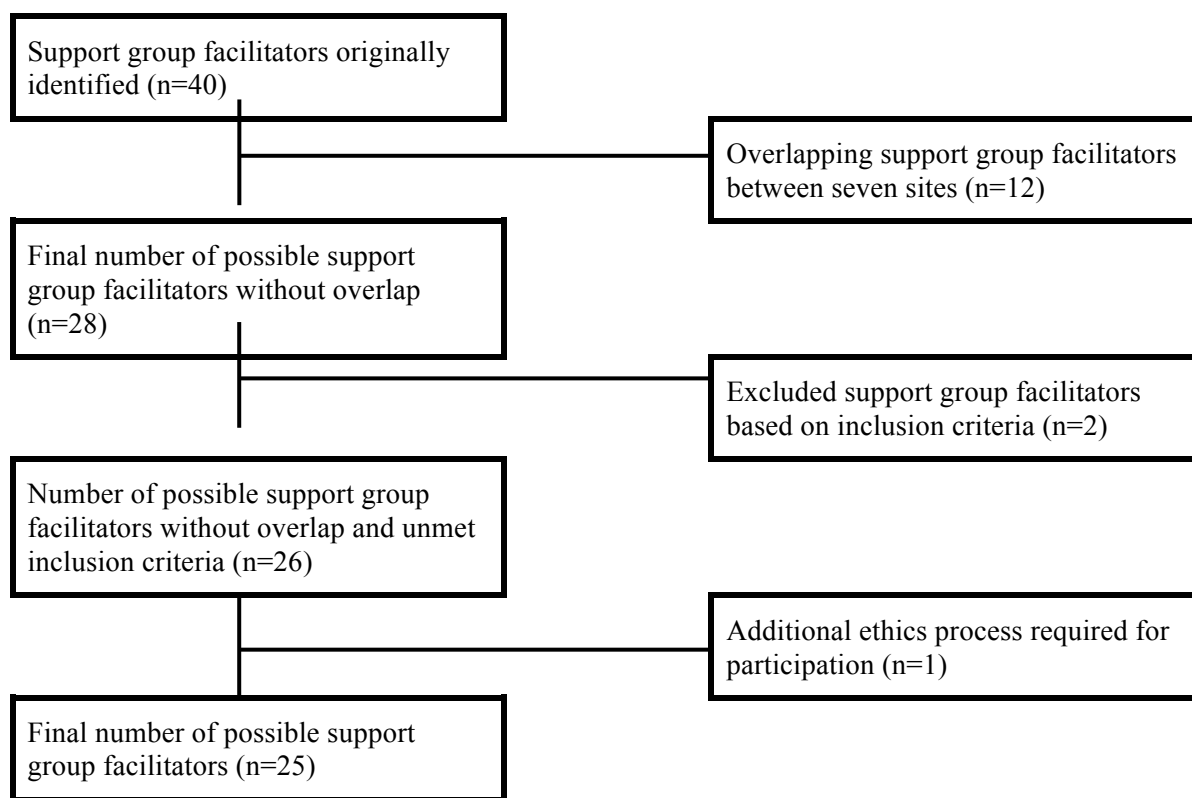 Support group facilitators originally
identified (n=40)
Overlapping support group facilitators
between seven sites (n=12)
Final number of possible support
group facilitators without overlap
(n=28)
Excluded support group facilitators
based on inclusion criteria (n=2)
Number of possible support group
facilitators without overlap and unmet
inclusion criteria (n=26)
Additional ethics process required for
participation (n=1)
Final number of possible support
group facilitators (n=25)